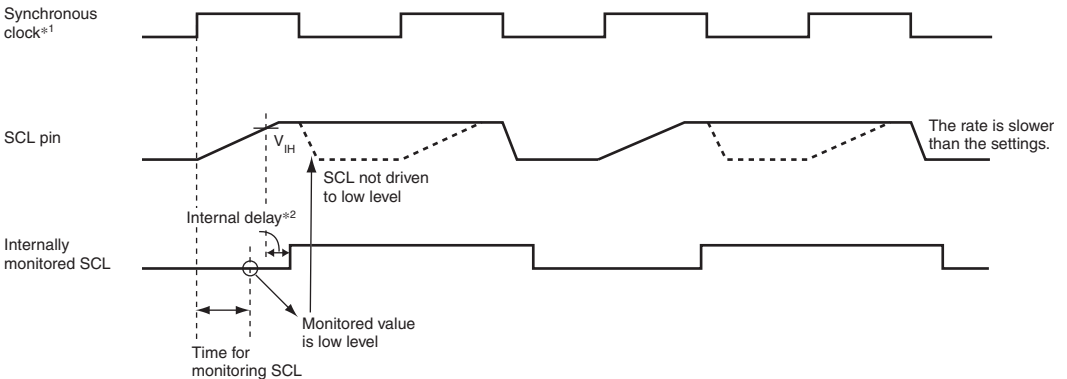 Synchronous
clock*1
SCL pin
VIH
The rate is slower
than the settings.
SCL not driven
to low level
Internal delay*2
Internally
monitored SCL
Monitored value
is low level
Time for
monitoring SCL